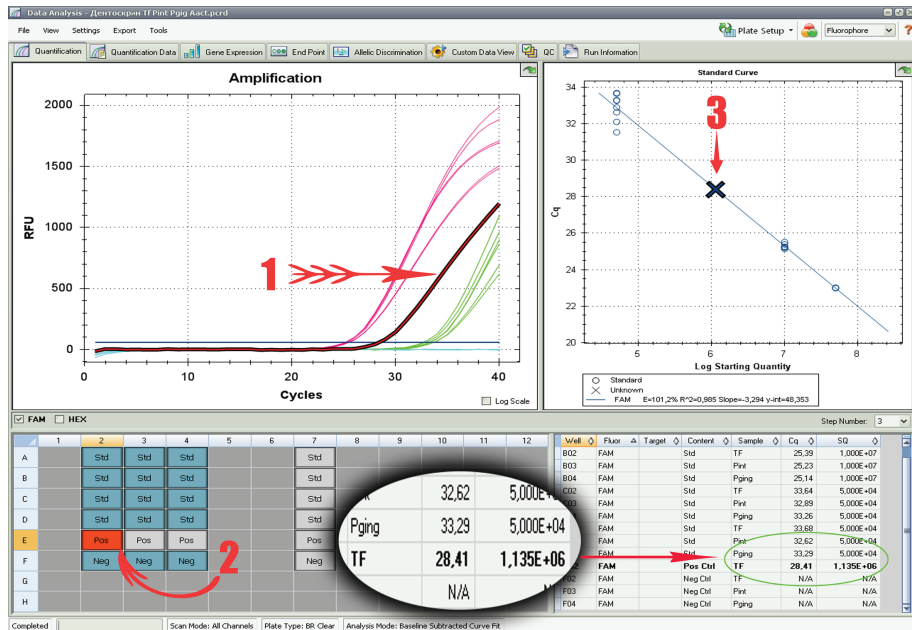 Data Analysis - Дентоскрин Tf Pint Pgig Aact.pcrd
File View Settings Export Tools
Plate Setup Fluorophore ?
Quantification Quantification Data Gene Expression End Point Allelic Discrimination Custom Data View QC Run Information
Amplification
2000
1500
1000
500
0
RFU
0 10 20 30 40
Cycles
Log Scale
1
Standard Curve
34
32
30
28
26
24
22
20
Cq
3
5 6 7 8
Log Starting Quantity
Standard
Unknown
FAM E=101,2% R^2=0,985 Slope=-3,294 y-int=48,353
FAM HEX
Step Number: 3
1 2 3 4 5 6 7 8 9 10 11 12
A Std Std Std Std
B Std Std Std Std
C Std Std Std Std
D Std Std Std Std
E Pos Pos Pos Pos
F Neg Neg Neg Neg
G
H
2
32,62 5,000E+
Pging 33,29 5,000E+04
TF 28,41 1,135E+06
N/A
Well Fluor Target Content Sample Cq SQ
B02 FAM Std TF 25,39 1,000E+07
B03 FAM Std Pint 25,23 1,000E+07
B04 FAM Std Pging 25,14 1,000E+07
C02 FAM Std TF 33,64 5,000E+04
FAM Std Pint 32,89 5,000E+04
FAM Std Pging 33,26 5,000E+04
FAM Std TF 33,68 5,000E+04
FAM Std Pint 32,62 5,000E+04
FAM Std Pging 33,29 5,000E+04
FAM Pos Ctrl TF 28,41 1,135E+06
F02 FAM Neg Ctrl TF N/A N/A
F03 FAM Neg Ctrl Pint N/A N/A
F04 FAM Neg Ctrl Pging N/A N/A
Completed Scan Mode: All Channels Plate Type: BR Clear Analysis Mode: Baseline Subtracted Curve Fit